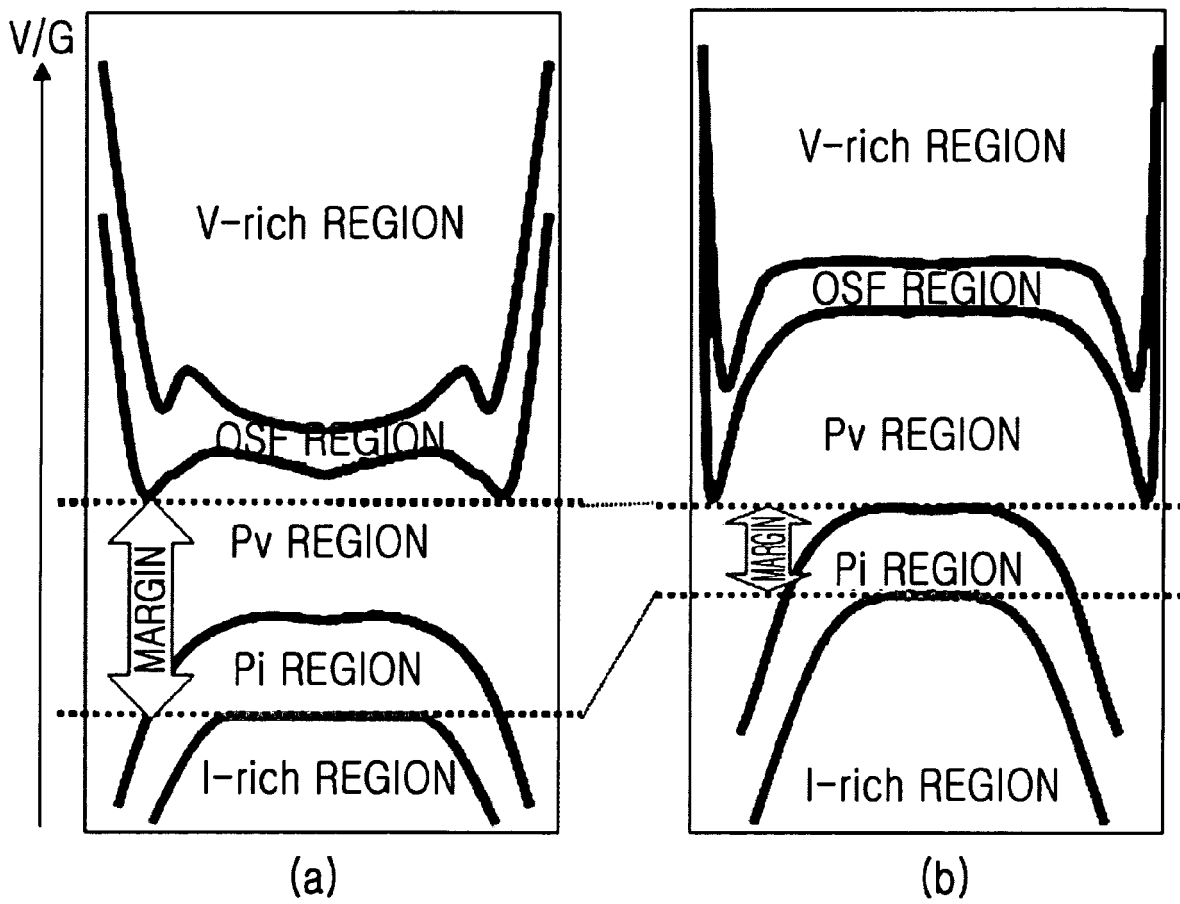 V/G
V-rich REGION
OSF REGION
Pv REGION
MARGIN
Pi REGION
I-rich REGION
(a)
V-rich REGION
OSF REGION
Pv REGION
MARGIN
Pi REGION
I-rich REGION
(b)